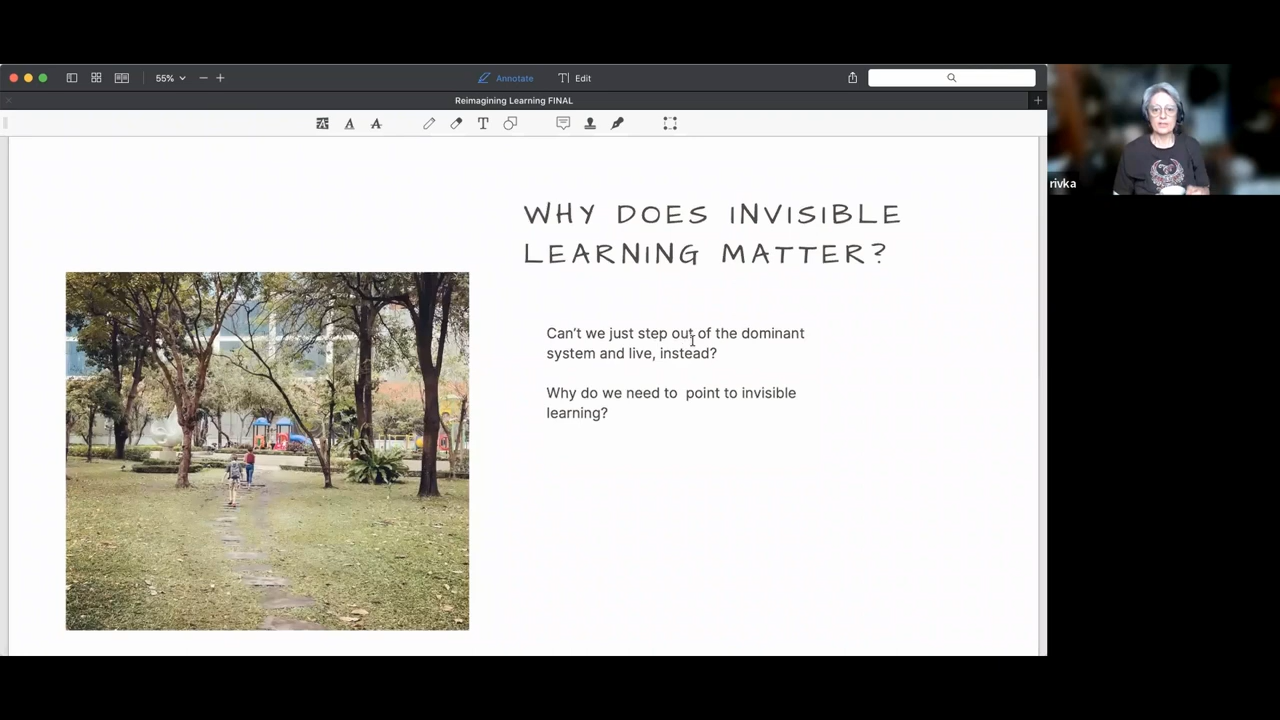 55%
Annotate
Edit
Reimagining Learning FINAL
rivka
WHY DOES INVISIBLE
LEARNING MATTER?
Can't we just step out of the dominant
system and live, instead?
Why do we need to  point to invisible
learning?